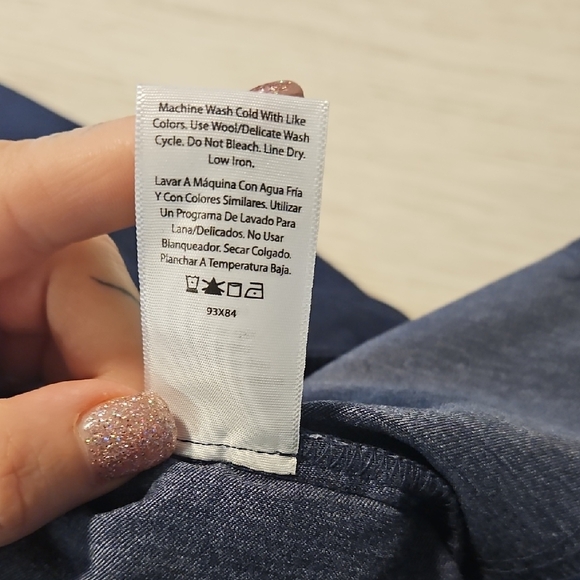 Machine Wash Cold With Like
Colors. Use Wool/Delicate Wash
Cycle. Do Not Bleach. Line Dry.
Low Iron.
Lavar A Máquina Con Agua Fría
Y Con Colores Similares. Utilizar
Un Programa De Lavado Para
Lana/Delicados. No Usar
Blanqueador. Secar Colgado.
Planchar A Temperatura Baja.
93X84